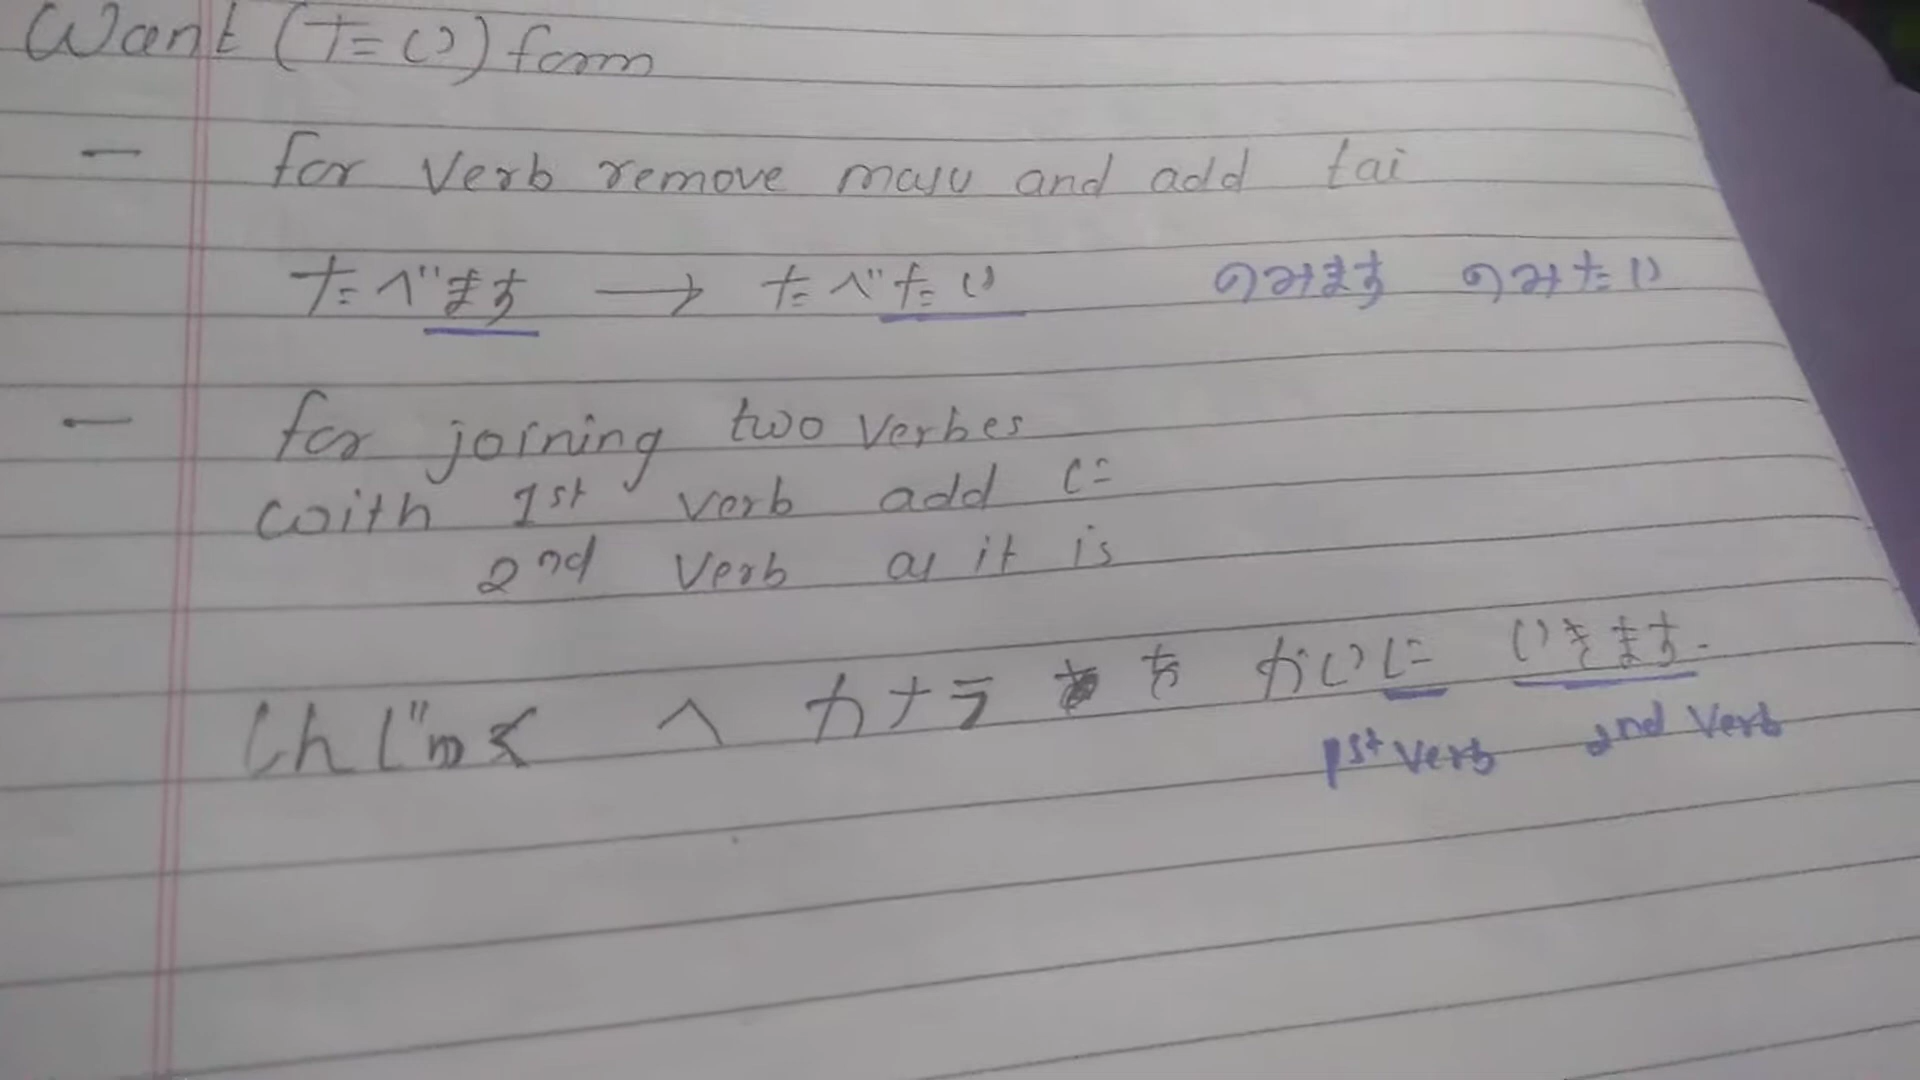 Want (たい) form
– for verb remove masu and add tai
たべます → たべたい のみます のみたい
– for joining two verbes
with 1st verb add に
2nd verb as it is
しんじゅく へ カナラ を かいに いきます.
1st verb 2nd verb